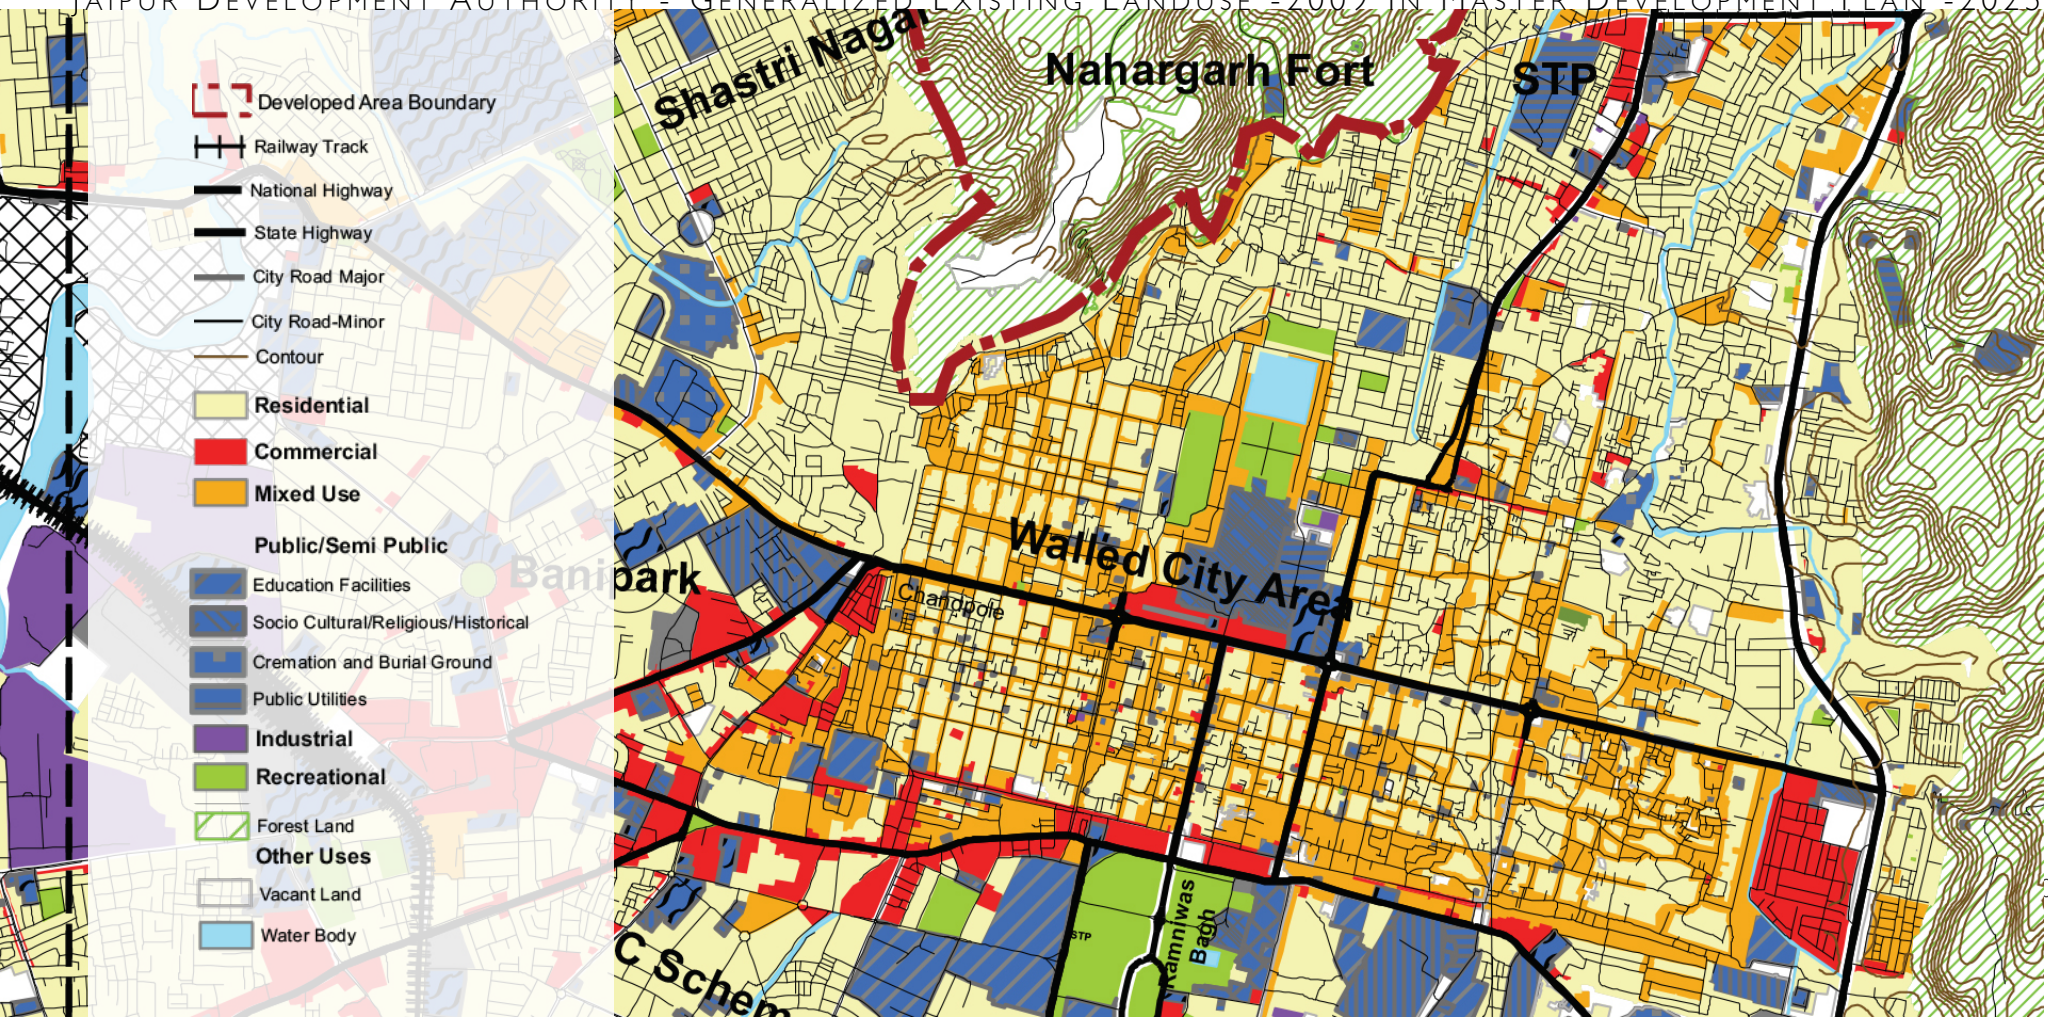 JAIPUR DEVELOPMENT AUTHORITY - GENERALIZED EXISTING LANDUSE -2009 IN MASTER DEVELOPMENT PLAN -2025
Developed Area Boundary
Railway Track
National Highway
State Highway
City Road Major
City Road-Minor
Contour
Residential
Commercial
Mixed Use
Public/Semi Public
Education Facilities
Socio Cultural/Religious/Historical
Cremation and Burial Ground
Public Utilities
Industrial
Recreational
Forest Land
Other Uses
Vacant Land
Water Body
Shastri Nagar
Nahargarh Fort
STP
Banipark
Walled City Area
Chandpole
STP
Ramniwas
Bagh
C Schem